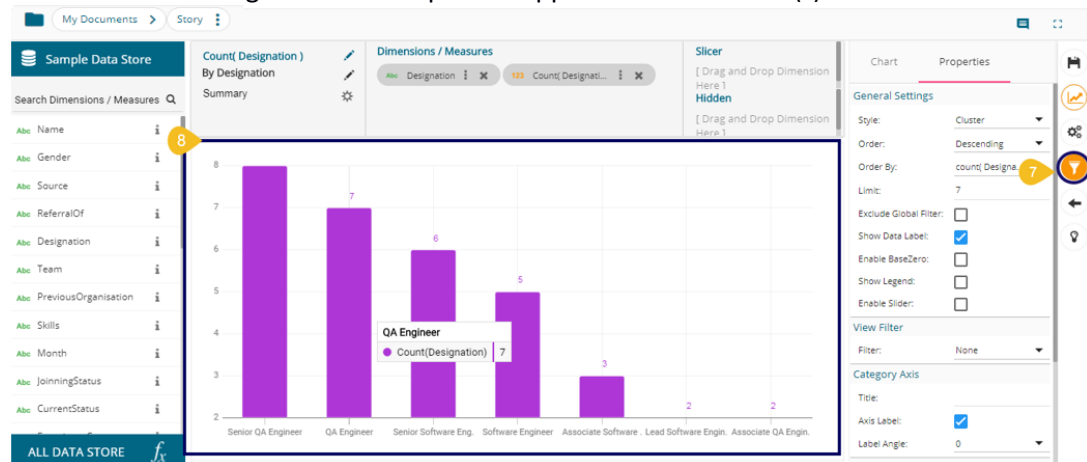 My Documents > Story
Sample Data Store
Search Dimensions / Measures
Abc Name i
Abc Gender i
Abc Source i
Abc ReferralOf i
Abc Designation i
Abc Team i
Abc PreviousOrganisation i
Abc Skills i
Abc Month i
Abc JoinningStatus i
Abc CurrentStatus i
ALL DATA STORE fx
Count( Designation )
By Designation
Summary
Dimensions / Measures
Abc Designation
123 Count( Designati...
Slicer
[ Drag and Drop Dimension
Here ]
Hidden
[ Drag and Drop Dimension
Here ]
8
8
7
6
5
4
3
2
7
6
5
3
2
2
QA Engineer
Count(Designation) 7
Senior QA Engineer
QA Engineer
Senior Software Eng.
Software Engineer
Associate Software .
Lead Software Engin.
Associate QA Engin.
Chart Properties
General Settings
Style: Cluster
Order: Descending
Order By: count( Designa...
Limit: 7
Exclude Global Filter:
Show Data Label:
Enable BaseZero:
Show Legend:
Enable Slider:
View Filter
Filter: None
Category Axis
Title:
Axis Label:
Label Angle: 0
7